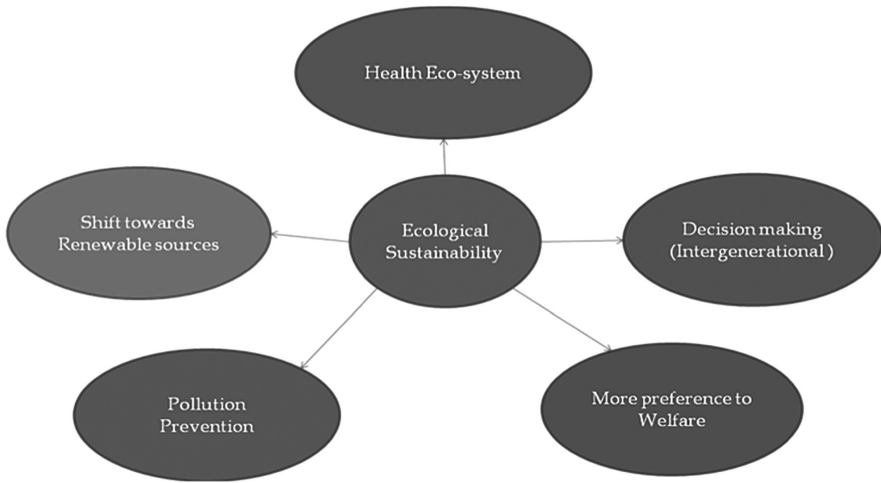 Health Eco-system
Shift towards
Renewable sources
Ecological
Sustainability
Decision making
(Intergenerational )
Pollution
Prevention
More preference to
Welfare